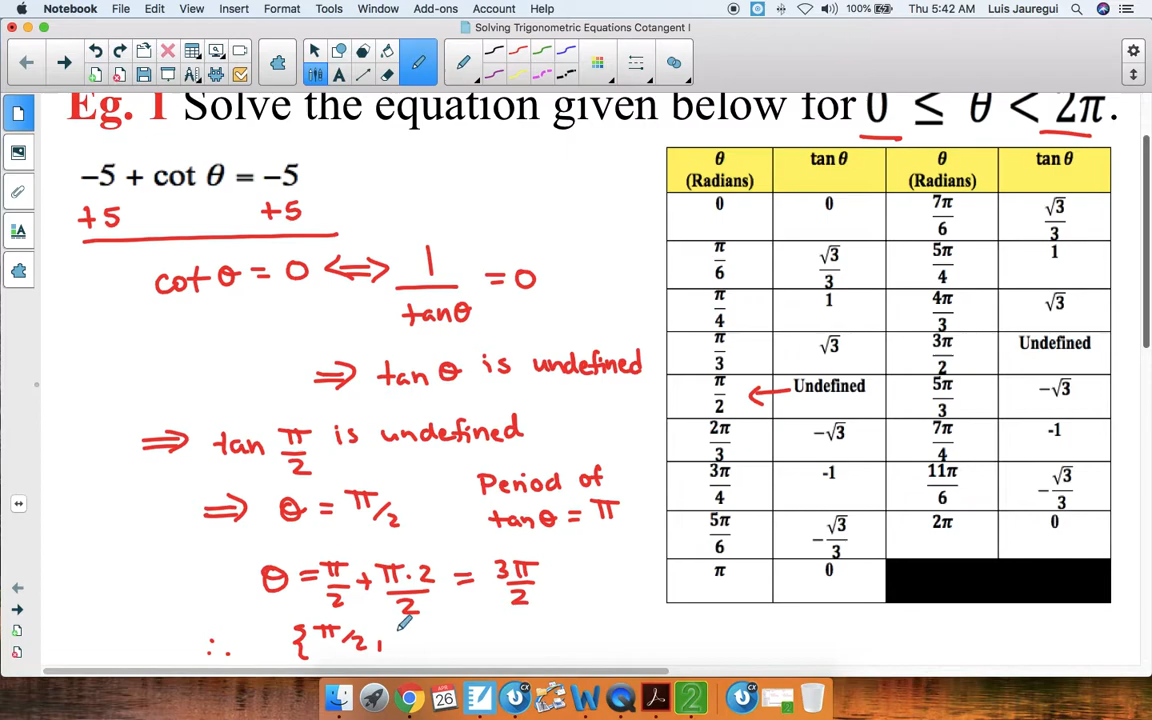 Notebook File Edit View Insert Format Tools Window Add-ons Account Help 100% Thu 5:42 AM Luis Jauregui
Solving Trigonometric Equations Cotangent I
Eg. 1 Solve the equation given below for 0 ≤ θ < 2π.
−5 + cot θ = −5
+5 +5
cot θ = 0 ⟺ 1/tanθ = 0
⟹ tan θ is undefined
⟹ tan π/2 is undefined
⟹ θ = π/2
Period of
tanθ = π
θ = π/2 + π·2/2 = 3π/2
∴ {π/2,
θ (Radians) tan θ θ (Radians) tan θ
0 0 7π/6 √3/3
π/6 √3/3 5π/4 1
π/4 1 4π/3 √3
π/3 √3 3π/2 Undefined
π/2 Undefined 5π/3 −√3
2π/3 −√3 7π/4 -1
3π/4 -1 11π/6 −√3/3
5π/6 −√3/3 2π 0
π 0
APR 26